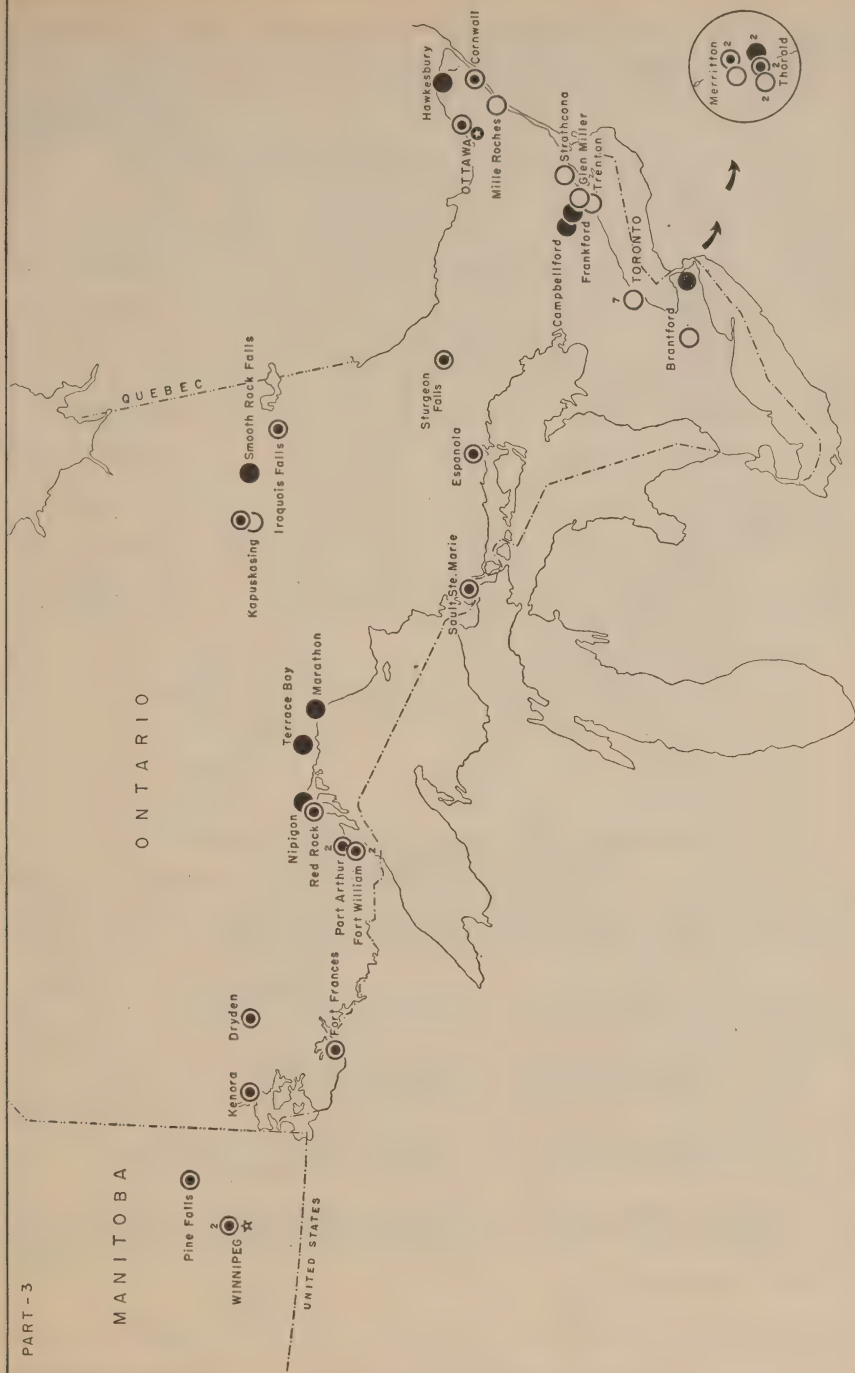 PART-3
MANITOBA
ONTARIO
QUEBEC
UNITED STATES
Pine Falls
2
WINNIPEG
Kenora
Dryden
Fort Frances
Nipigon
Red Rock
2
Port Arthur
Fort William
2
Terrace Bay
Marathon
Kapuskasing
Smooth Rock Falls
Iroquois Falls
Sault Ste. Marie
Espanola
Sturgeon
Falls
Hawkesbury
Cornwall
OTTAWA
Mille Roches
Strathcona
Glen Miller
Trenton
Campbellford
Frankford
7
TORONTO
Brantford
Merritton
2
2
2
2
Thorold